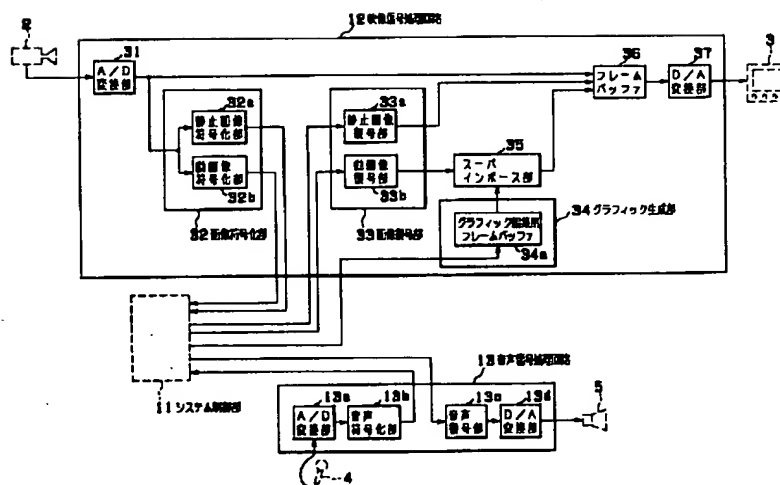 12 映像信号処理回路
2
31
A/D
変換部
32a
静止画像
符号化部
動画像
符号化部
32b
32 画像符号化部
33a
静止画像
復号部
動画像
復号部
33b
33 画像復号部
35
スーパ
インポーズ部
34 グラフィック生成部
グラフィック描画用
フレームバッファ
34a
36
フレーム
バッファ
37
D/A
変換部
3
11 システム制御部
13 音声信号処理回路
13a
A/D
変換部
13b
音声
符号化部
13c
音声
復号部
13d
D/A
変換部
5
4